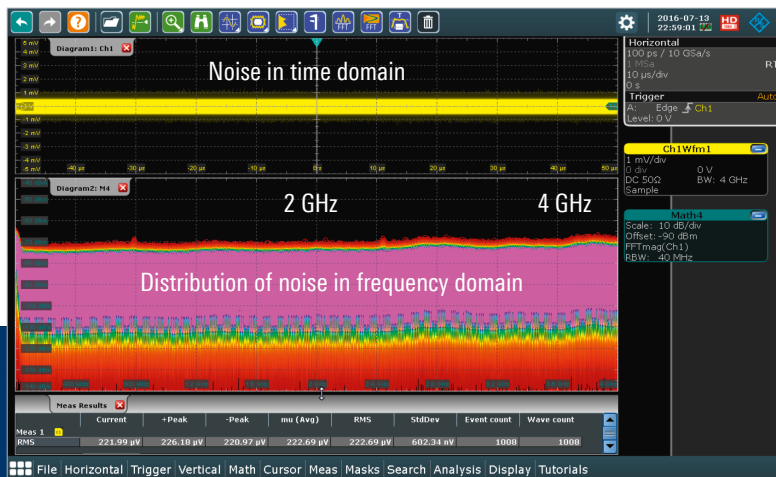 2016-07-13
22:59:01
HD
FFT
FFT
Diagram1: Ch1
Noise in time domain
5 mV
4 mV
3 mV
2 mV
1 mV
-1 mV
-2 mV
-3 mV
-4 mV
-5 mV
-40 µs
-30 µs
-20 µs
-10 µs
0 s
10 µs
20 µs
30 µs
40 µs
50 µs
Diagram2: M4
2 GHz
4 GHz
Distribution of noise in frequency domain
Horizontal
100 ps / 10 GSa/s
1 MSa RT
10 µs/div
0 s
Trigger Auto
A: Edge Ch1
Level: 0 V
Ch1Wfm1
1 mV/div
0 div 0 V
DC 50Ω BW: 4 GHz
Sample
Math4
Scale: 10 dB/div
Offset: -90 dBm
FFTmag(Ch1)
RBW: 40 MHz
Meas Results
Current +Peak -Peak mu (Avg) RMS StdDev Event count Wave count
Meas 1
RMS 221.99 µV 226.18 µV 220.97 µV 222.69 µV 222.69 µV 602.34 nV 1008 1008
File Horizontal Trigger Vertical Math Cursor Meas Masks Search Analysis Display Tutorials